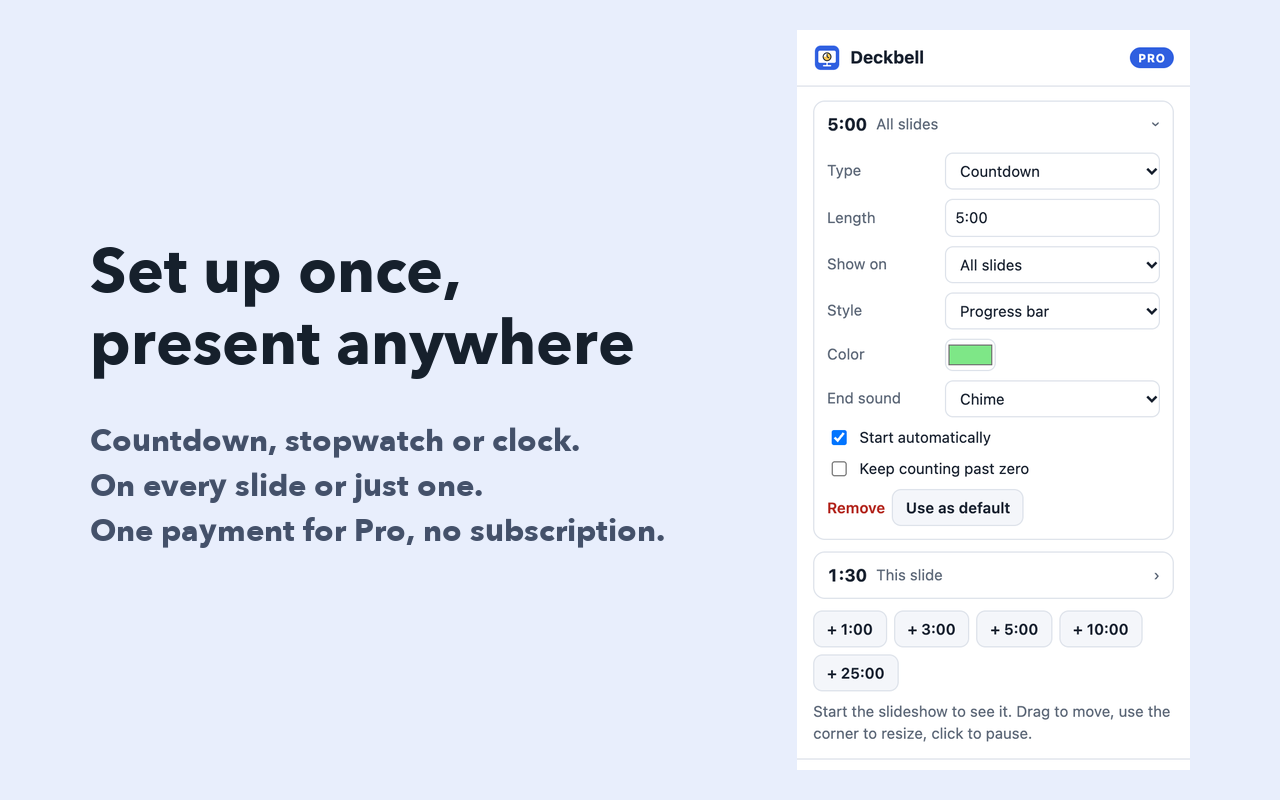 Set up once,
present anywhere
Countdown, stopwatch or clock.
On every slide or just one.
One payment for Pro, no subscription.
Deckbell
PRO
5:00 All slides
Type Countdown
Length 5:00
Show on All slides
Style Progress bar
Color
End sound Chime
Start automatically
Keep counting past zero
Remove Use as default
1:30 This slide
+ 1:00 + 3:00 + 5:00 + 10:00
+ 25:00
Start the slideshow to see it. Drag to move, use the
corner to resize, click to pause.